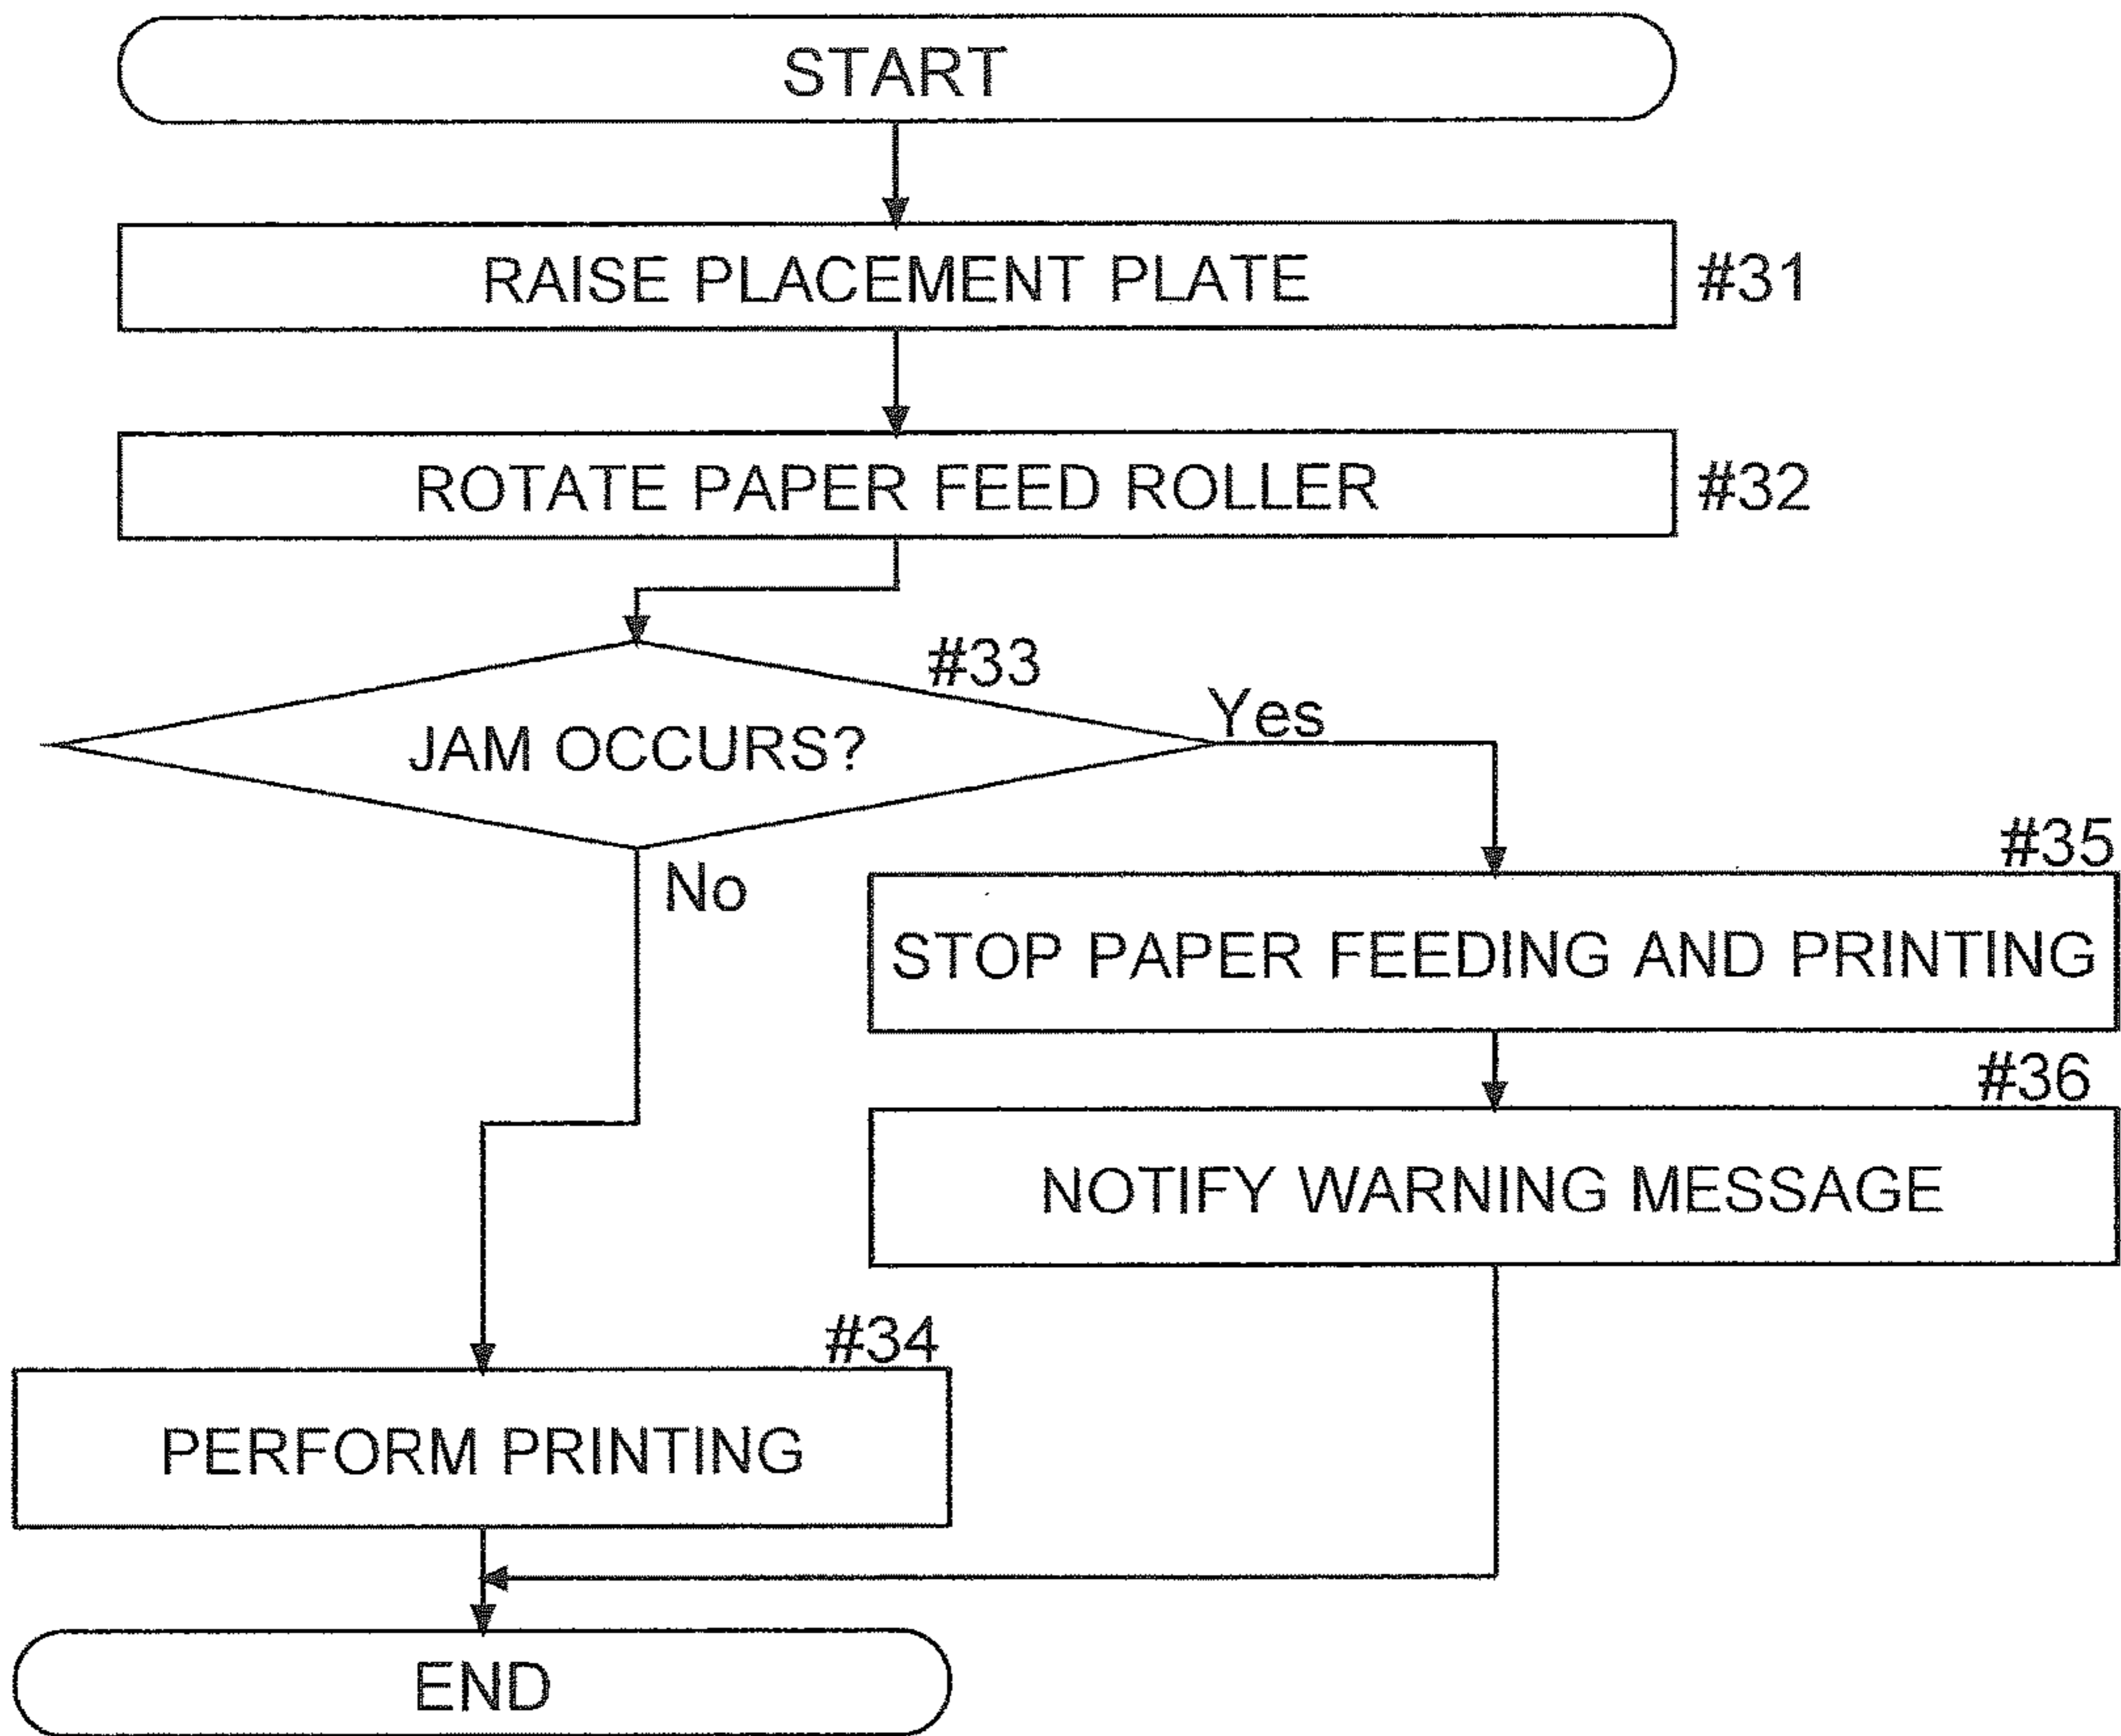 START
RAISE PLACEMENT PLATE
#31
ROTATE PAPER FEED ROLLER
#32
#33
JAM OCCURS?
Yes
No
#35
STOP PAPER FEEDING AND PRINTING
#36
NOTIFY WARNING MESSAGE
#34
PERFORM PRINTING
END